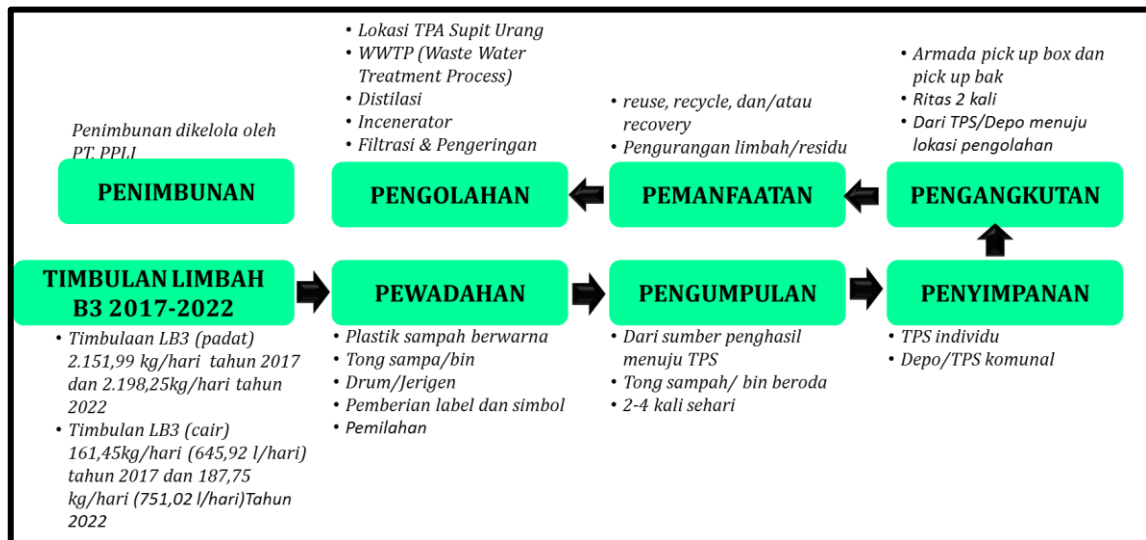 Penimbunan dikelola oleh
PT. PPLI
PENIMBUNAN
• Lokasi TPA Supit Urang
• WWTP (Waste Water
Treatment Process)
• Distilasi
• Incenerator
• Filtrasi & Pengeringan
PENGOLAHAN
• reuse, recycle, dan/atau
recovery
• Pengurangan limbah/residu
PEMANFAATAN
• Armada pick up box dan
pick up bak
• Ritas 2 kali
• Dari TPS/Depo menuju
lokasi pengolahan
PENGANGKUTAN
TIMBULAN LIMBAH
B3 2017-2022
• Timbulaan LB3 (padat)
2.151,99 kg/hari tahun 2017
dan 2.198,25kg/hari tahun
2022
• Timbulan LB3 (cair)
161,45kg/hari (645,92 l/hari)
tahun 2017 dan 187,75
kg/hari (751,02 l/hari)Tahun
2022
PEWADAHAN
• Plastik sampah berwarna
• Tong sampa/bin
• Drum/Jerigen
• Pemberian label dan simbol
• Pemilahan
PENGUMPULAN
• Dari sumber penghasil
menuju TPS
• Tong sampah/ bin beroda
• 2-4 kali sehari
PENYIMPANAN
• TPS individu
• Depo/TPS komunal